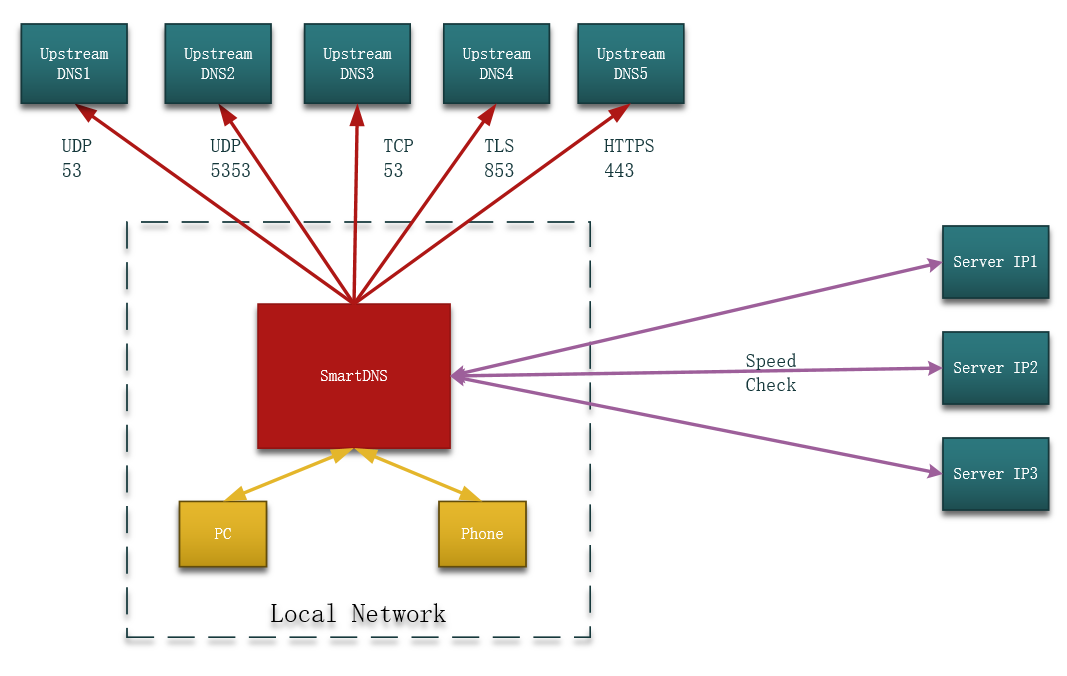 Upstream
DNS1
Upstream
DNS2
Upstream
DNS3
Upstream
DNS4
Upstream
DNS5
UDP
53
UDP
5353
TCP
53
TLS
853
HTTPS
443
Server IP1
Speed
Check
Server IP2
SmartDNS
Server IP3
PC
Phone
Local Network